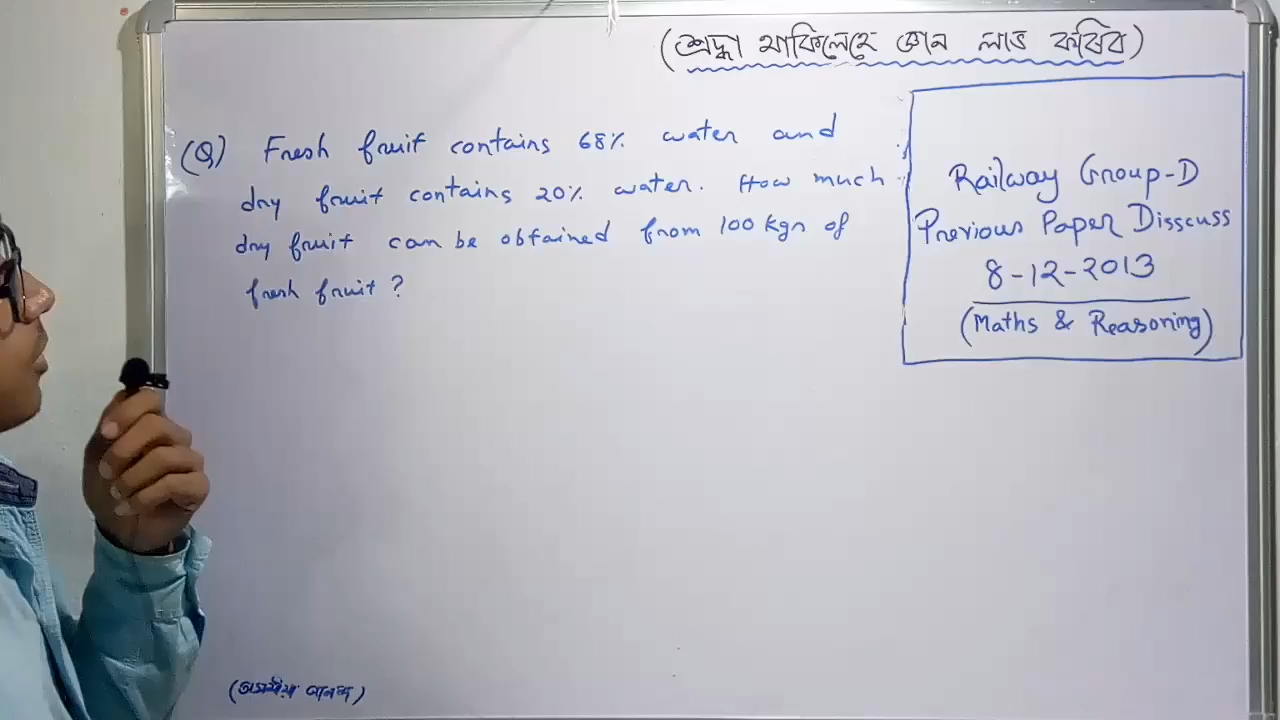 (শ্রদ্ধা থাকিলেহে জ্ঞান লাভ কৰিব)
(Q) Fresh fruit contains 68% water and
dry fruit contains 20% water. How much
dry fruit can be obtained from 100 kgs of
fresh fruit?
Railway Group-D
Previous Paper Disscuss
8-12-2013
(Maths & Reasoning)